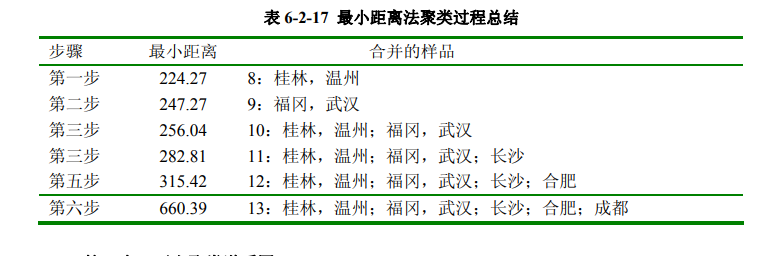 表 6-2-17 最小距离法聚类过程总结
步骤 最小距离 合并的样品
第一步 224.27 8：桂林，温州
第二步 247.27 9：福冈，武汉
第三步 256.04 10：桂林，温州；福冈，武汉
第三步 282.81 11：桂林，温州；福冈，武汉；长沙
第五步 315.42 12：桂林，温州；福冈，武汉；长沙；合肥
第六步 660.39 13：桂林，温州；福冈，武汉；长沙；合肥；成都